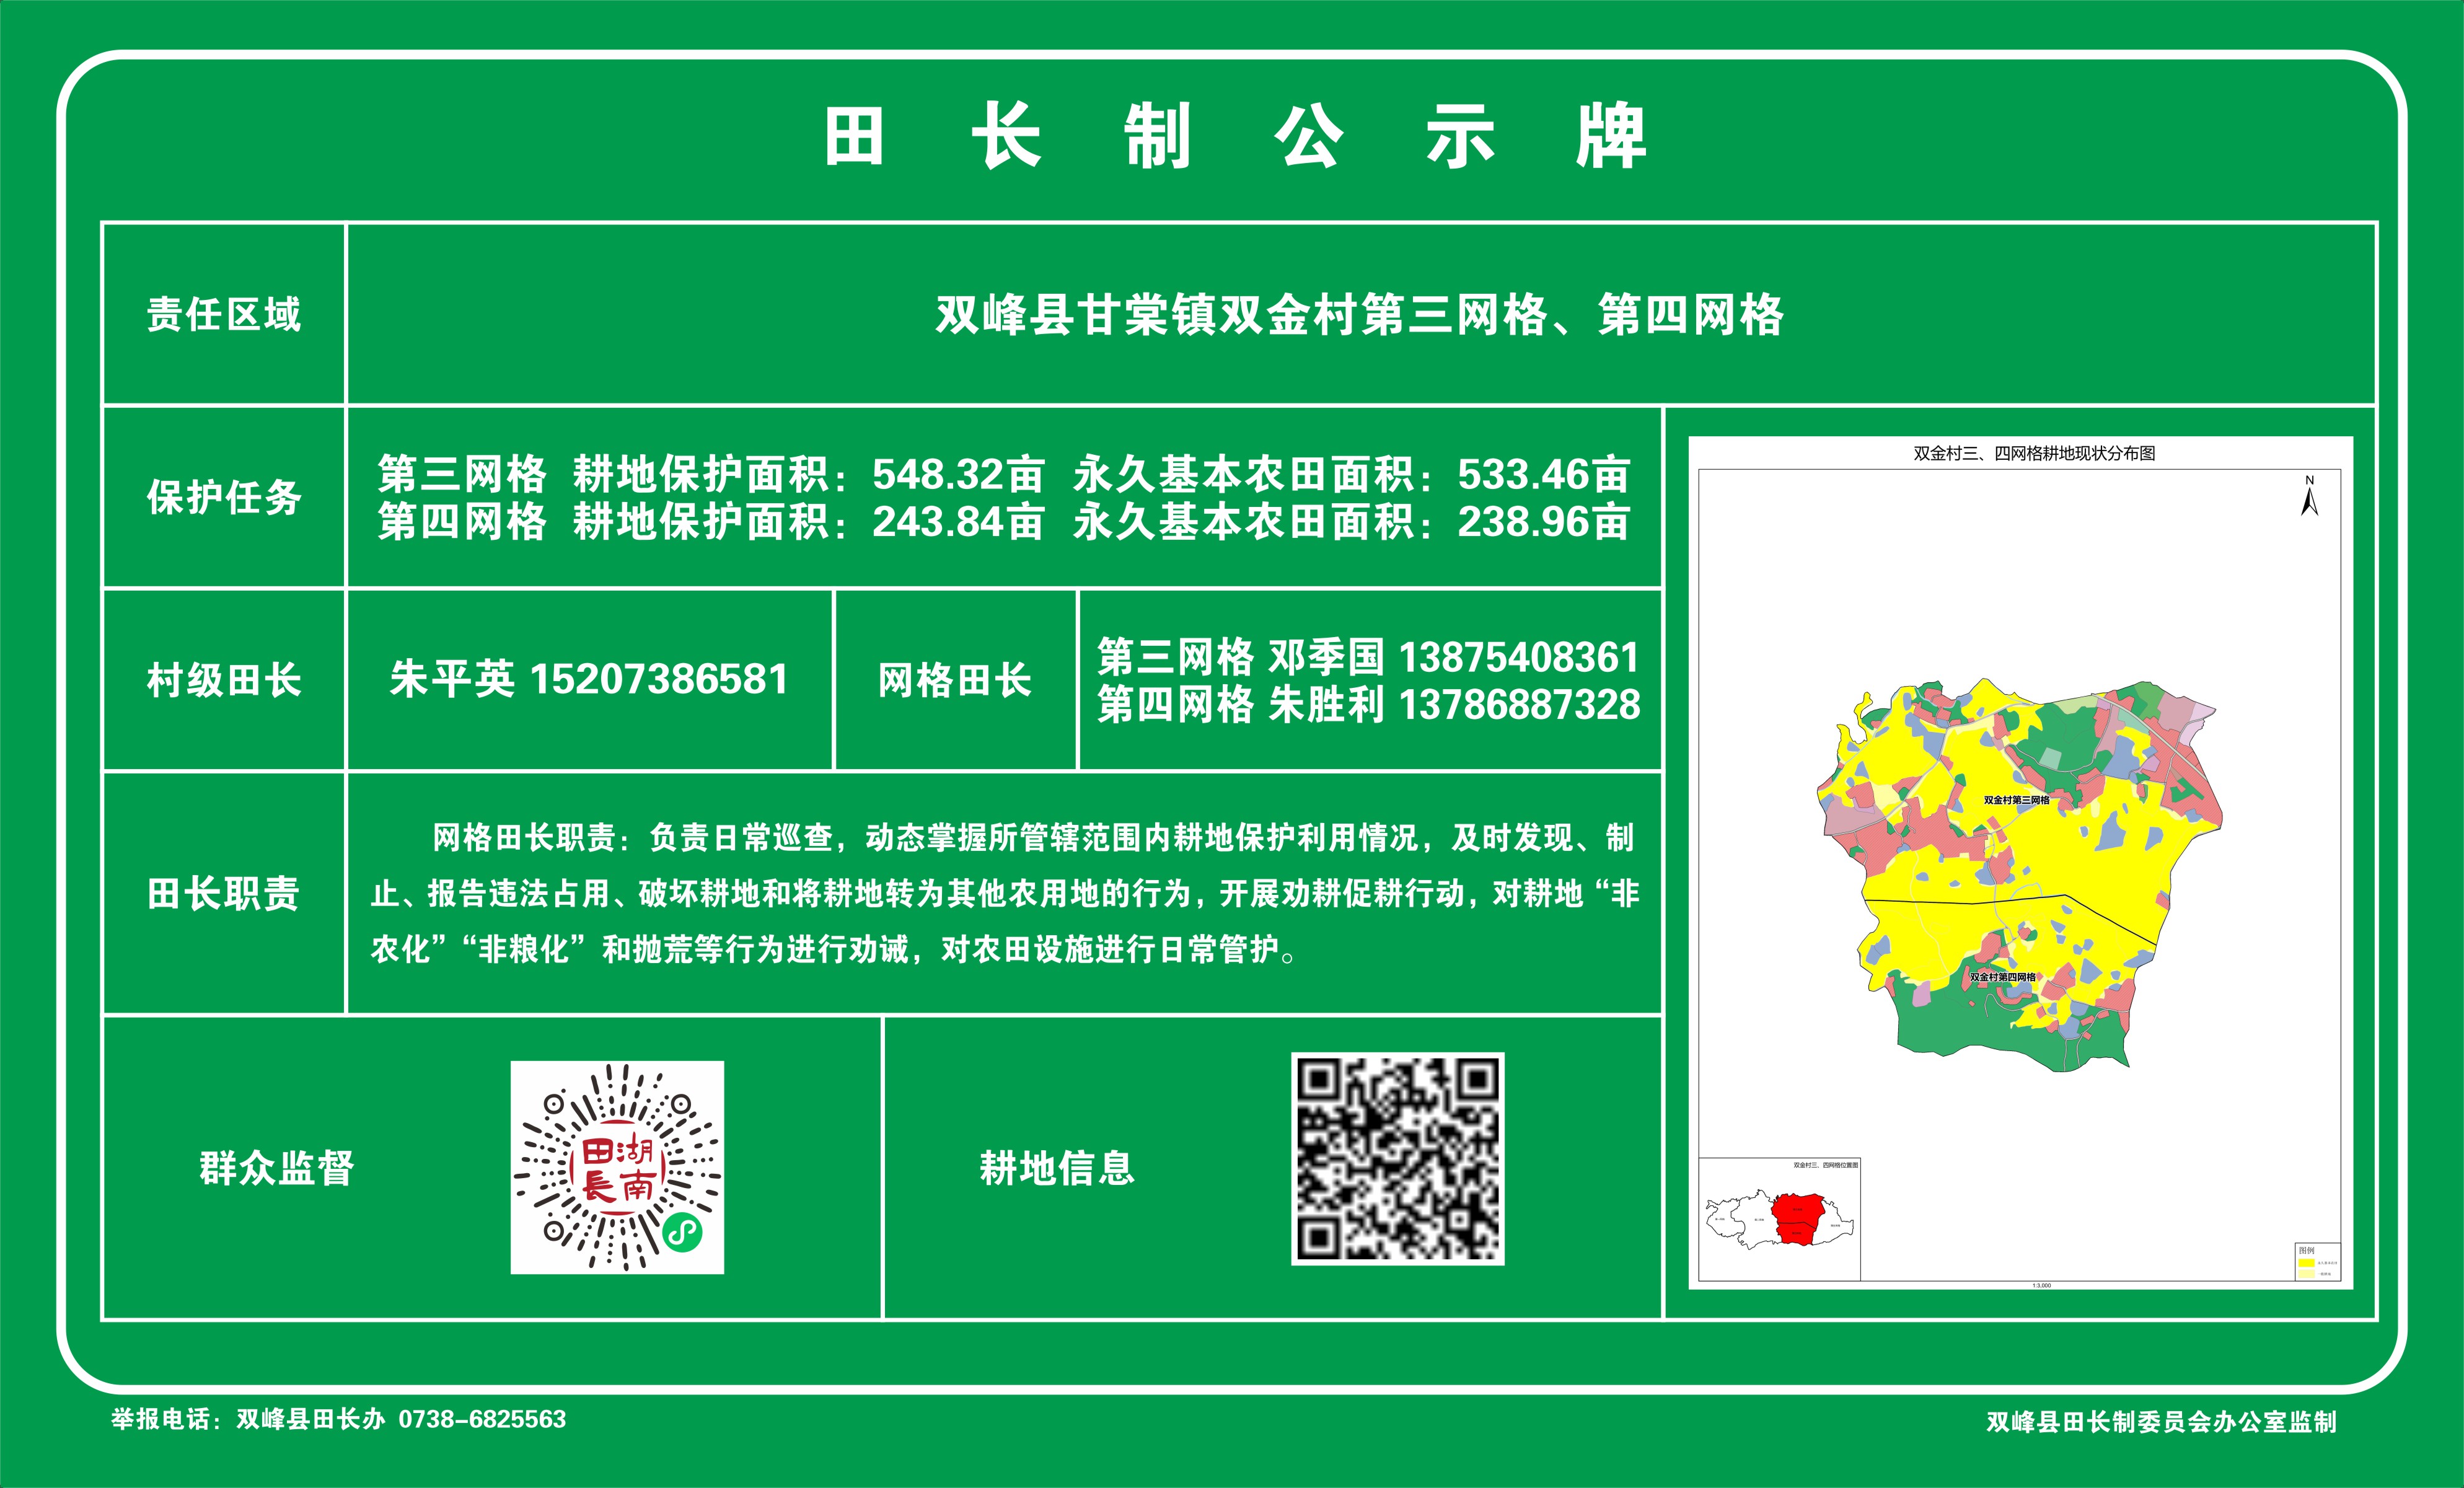 田长制公示牌
责任区域
双峰县甘棠镇双金村第三网格、第四网格
保护任务
第三网格 耕地保护面积：548.32亩 永久基本农田面积：533.46亩
第四网格 耕地保护面积：243.84亩 永久基本农田面积：238.96亩
村级田长
朱平英 15207386581
网格田长
第三网格 邓季国 13875408361
第四网格 朱胜利 13786887328
田长职责
网格田长职责：负责日常巡查，动态掌握所管辖范围内耕地保护利用情况，及时发现、制
止、报告违法占用、破坏耕地和将耕地转为其他农用地的行为，开展劝耕促耕行动，对耕地“非
农化”“非粮化”和抛荒等行为进行劝诫，对农田设施进行日常管护。
群众监督
湖南田長
耕地信息
双金村三、四网格耕地现状分布图
N
双金村第三网格
双金村第四网格
双金村三、四网格位置图
图例
1:3,000
举报电话：双峰县田长办 0738-6825563
双峰县田长制委员会办公室监制